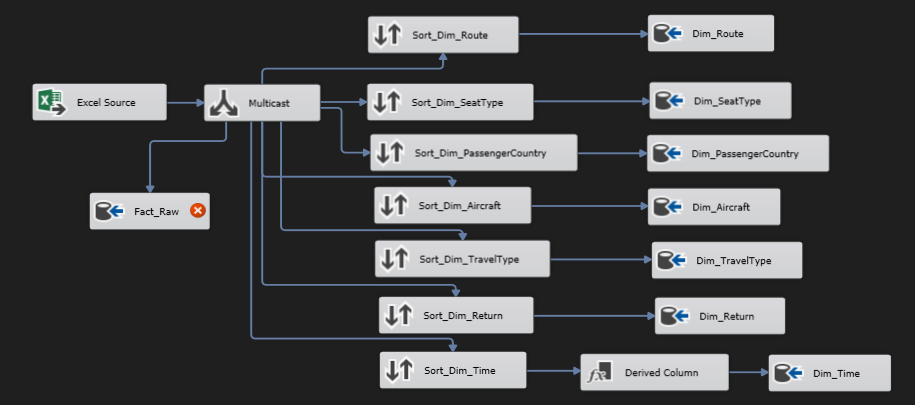 Sort_Dim_Route
Dim_Route
Excel Source
Multicast
Sort_Dim_SeatType
Dim_SeatType
Sort_Dim_PassengerCountry
Dim_PassengerCountry
Fact_Raw
Sort_Dim_Aircraft
Dim_Aircraft
Sort_Dim_TravelType
Dim_TravelType
Sort_Dim_Return
Dim_Return
Sort_Dim_Time
Derived Column
Dim_Time